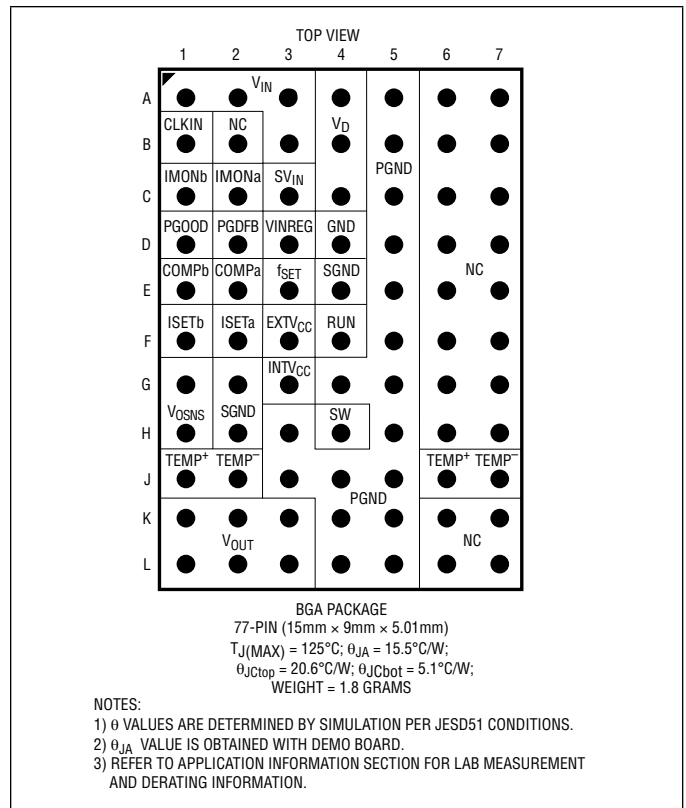 TOP VIEW
1 2 3 4 5 6 7
A
VIN
B
CLKIN NC VD
PGND
C
IMONb IMONa SVIN
D
PGOOD PGDFB VINREG GND
NC
E
COMPb COMPa fSET SGND
F
ISETb ISETa EXTVCC RUN
G
INTVCC
H
VOSNS SGND SW
J
TEMP+ TEMP– TEMP+ TEMP–
PGND
K
VOUT NC
L
BGA PACKAGE
77-PIN (15mm × 9mm × 5.01mm)
TJ(MAX) = 125°C; θJA = 15.5°C/W;
θJCtop = 20.6°C/W; θJCbot = 5.1°C/W;
WEIGHT = 1.8 GRAMS
NOTES:
1) θ VALUES ARE DETERMINED BY SIMULATION PER JESD51 CONDITIONS.
2) θJA VALUE IS OBTAINED WITH DEMO BOARD.
3) REFER TO APPLICATION INFORMATION SECTION FOR LAB MEASUREMENT
AND DERATING INFORMATION.